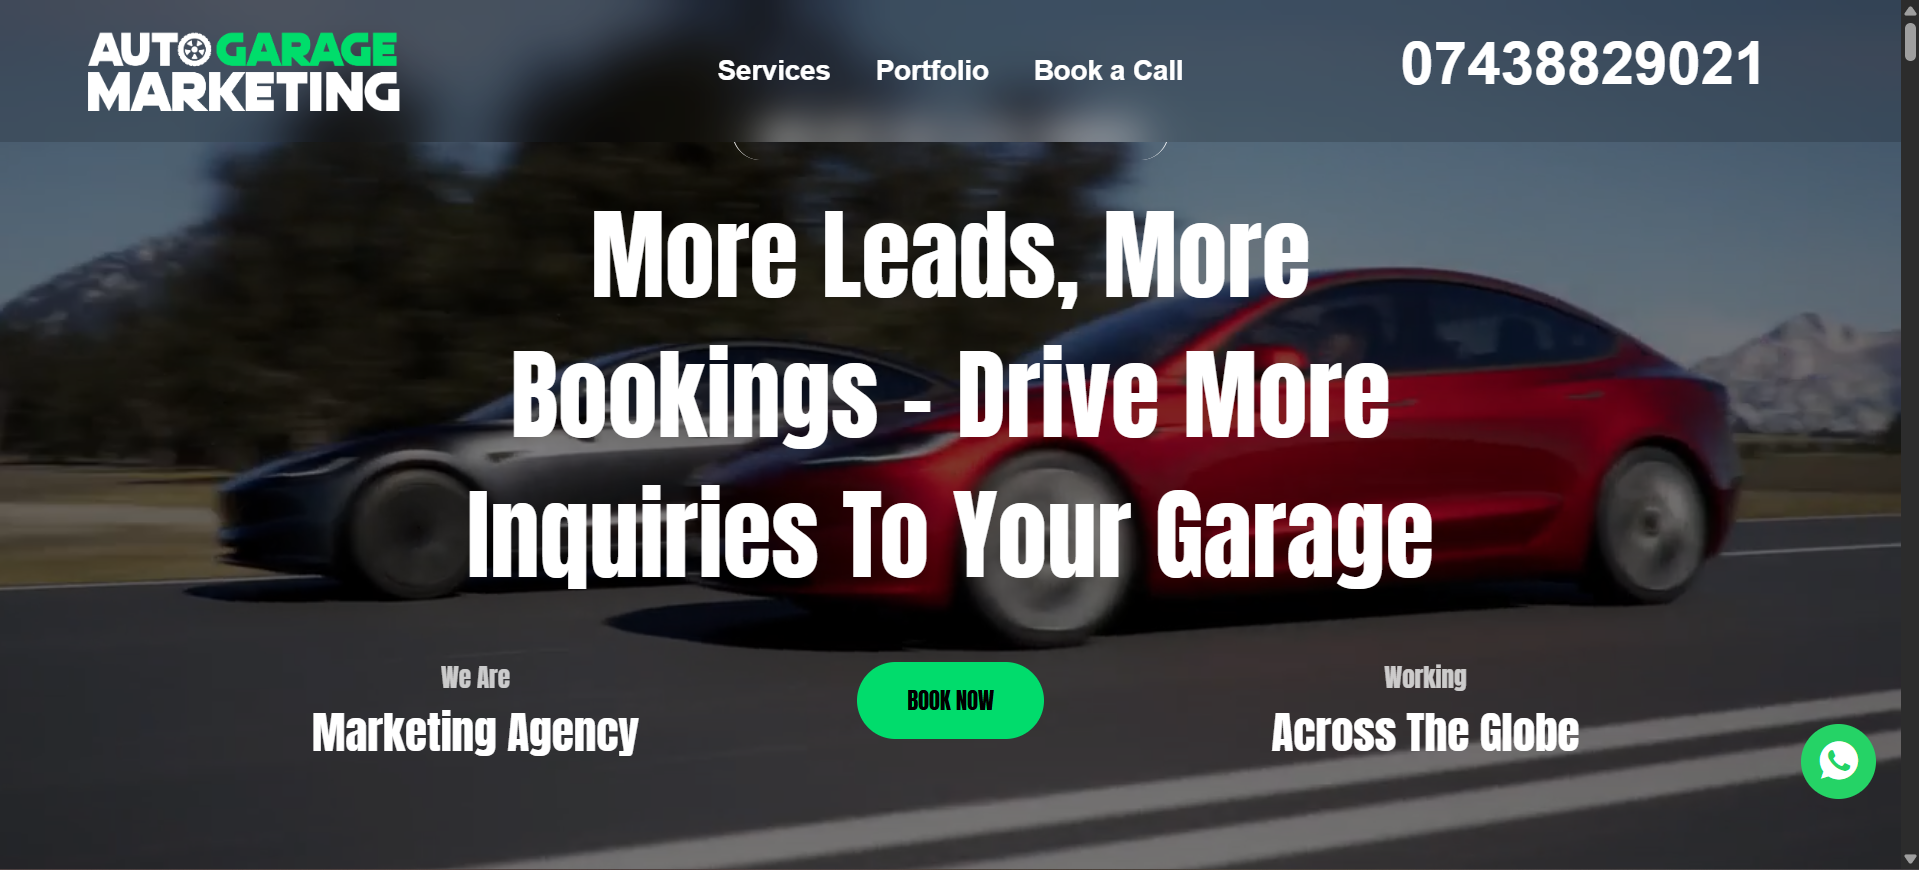 AUTO GARAGE
MARKETING
Services
Portfolio
Book a Call
07438829021
More Leads, More
Bookings - Drive More
Inquiries To Your Garage
We Are
Marketing Agency
BOOK NOW
Working
Across The Globe